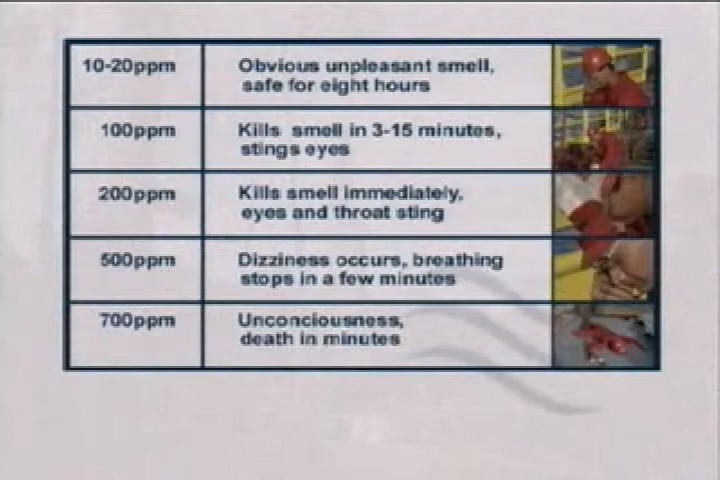 10-20ppm
Obvious unpleasant smell,
safe for eight hours
100ppm
Kills smell in 3-15 minutes,
stings eyes
200ppm
Kills smell immediately,
eyes and throat sting
500ppm
Dizziness occurs, breathing
stops in a few minutes
700ppm
Unconciousness,
death in minutes